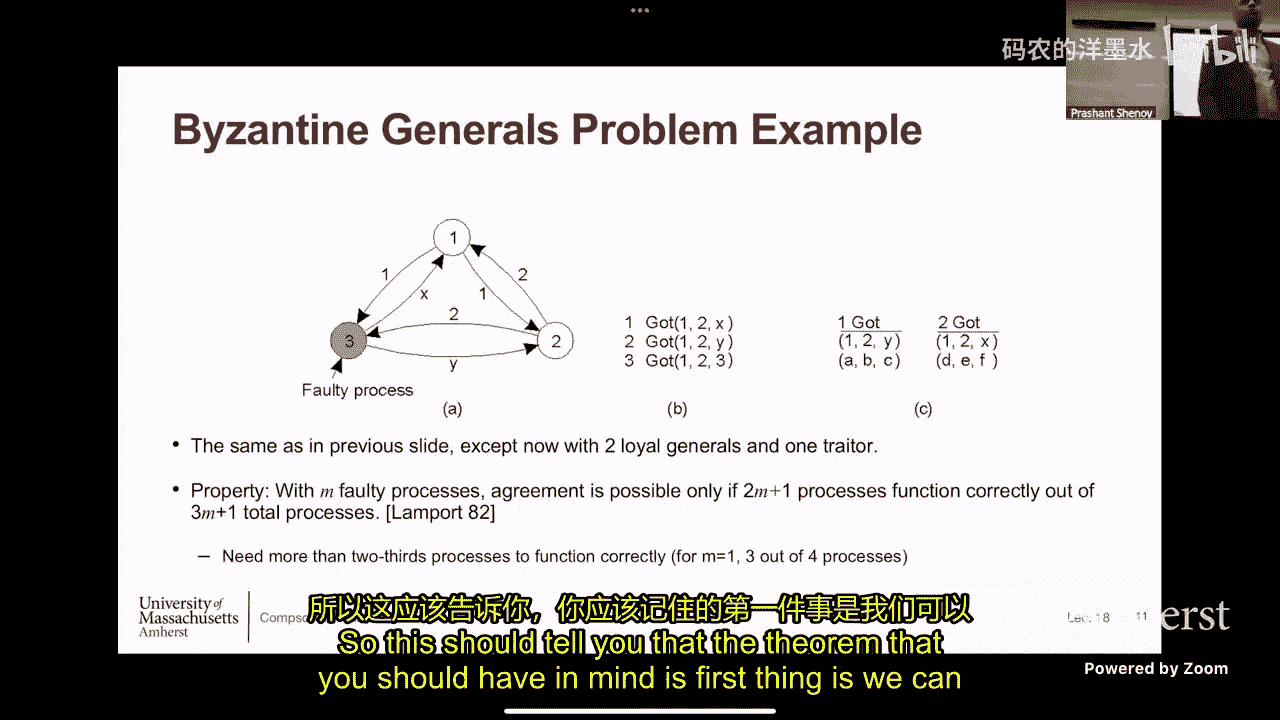 码农的洋墨水 bilibili
Prashant Shenoy
Byzantine Generals Problem Example
1
1
x
1
2
2
3
2
y
Faulty process
(a)
1 Got(1, 2, x)
2 Got(1, 2, y)
3 Got(1, 2, 3)
(b)
1 Got 2 Got
(1, 2, y) (1, 2, x)
(a, b, c) (d, e, f)
(c)
• The same as in previous slide, except now with 2 loyal generals and one traitor.
• Property: With m faulty processes, agreement is possible only if 2m+1 processes function correctly out of
3m+1 total processes. [Lamport 82]
– Need more than two-thirds processes to function correctly (for m=1, 3 out of 4 processes)
University of
Massachusetts
Amherst
Lec. 18 11
所以这应该告诉你，你应该记住的第一件事是我们可以
So this should tell you that the theorem that
you should have in mind is first thing is we can
Powered by Zoom